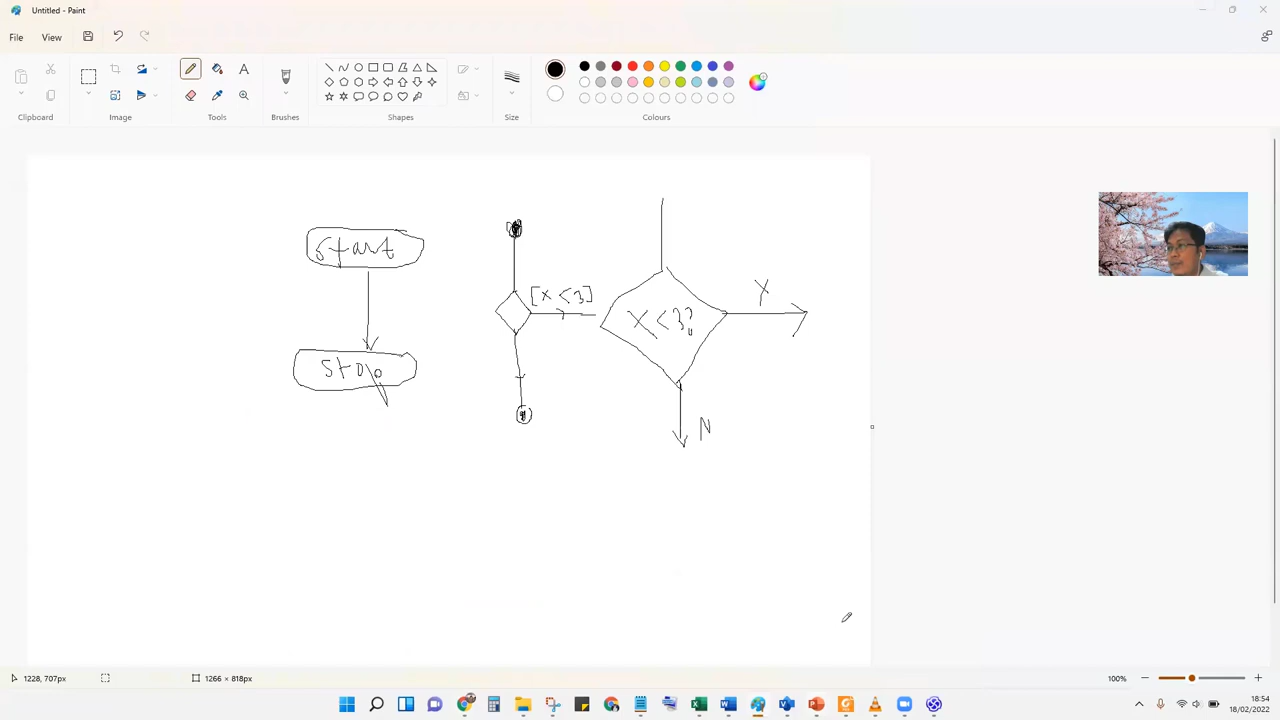 Untitled - Paint
File
View
Clipboard
Image
Tools
Brushes
Shapes
Size
Colours
Start
Stop
[X <3]
X <3?
Y
N
1228, 707px
1266 × 818px
100%
18:54
18/02/2022